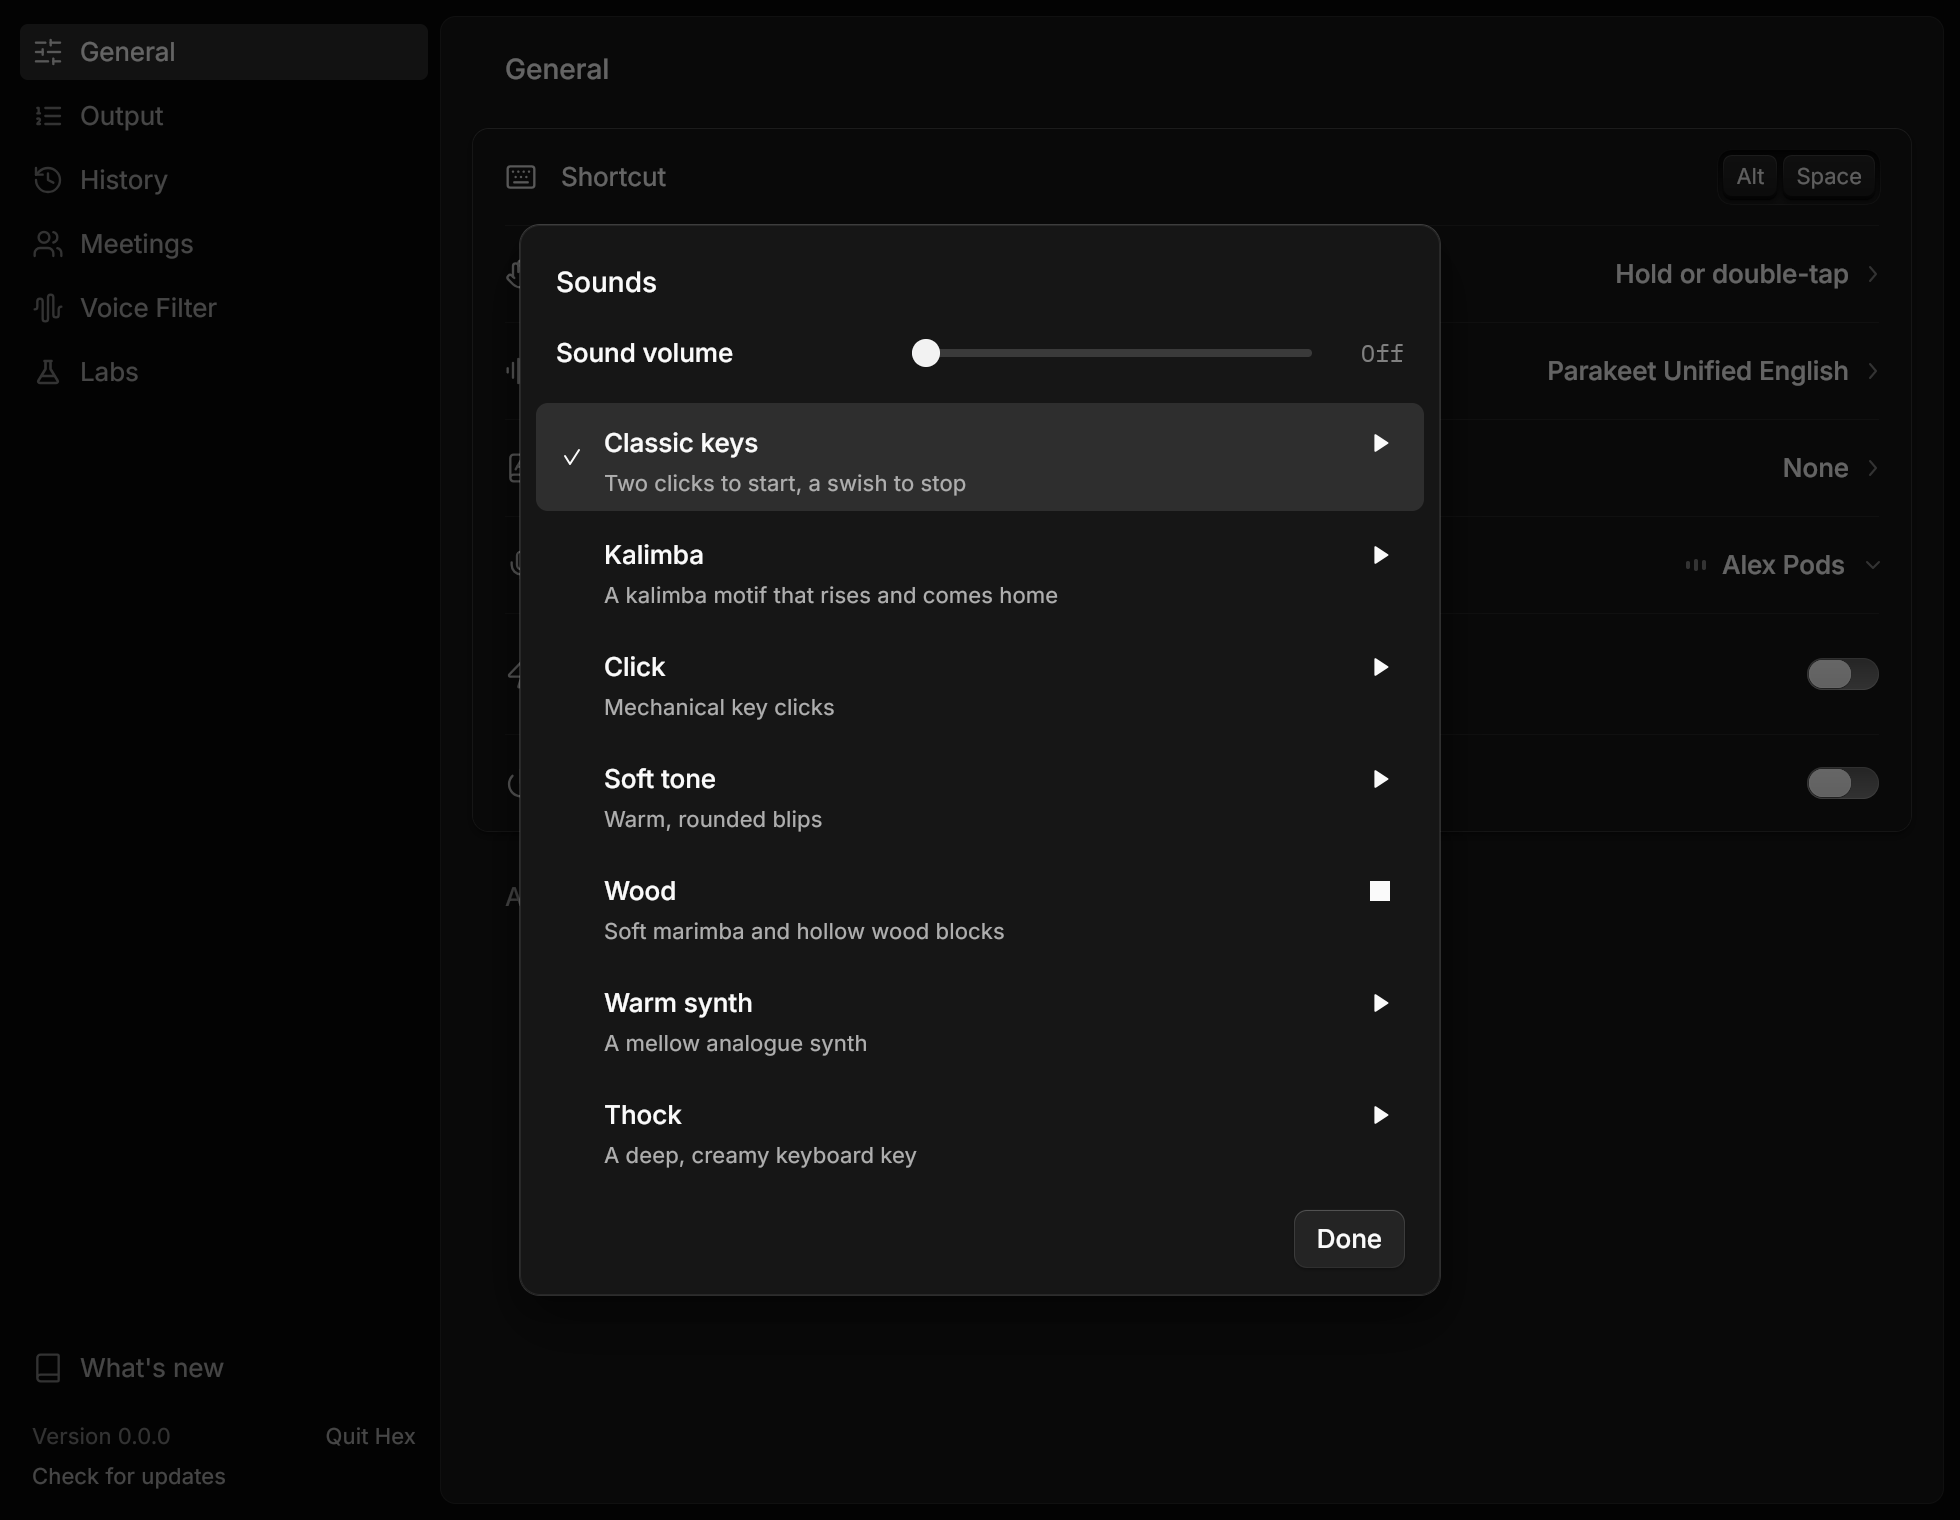 General
Output
History
Meetings
Voice Filter
Labs
What's new
Version 0.0.0
Quit Hex
Check for updates
General
Shortcut
Alt
Space
Hold or double-tap
Parakeet Unified English
None
Alex Pods
Sounds
Sound volume
Off
Classic keys
Two clicks to start, a swish to stop
Kalimba
A kalimba motif that rises and comes home
Click
Mechanical key clicks
Soft tone
Warm, rounded blips
Wood
Soft marimba and hollow wood blocks
Warm synth
A mellow analogue synth
Thock
A deep, creamy keyboard key
Done